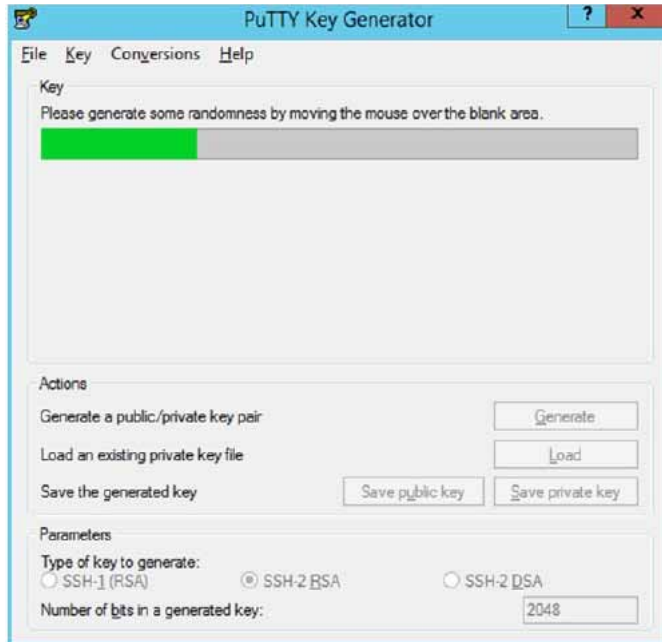 PuTTY Key Generator ? x
File Key Conversions Help
Key
Please generate some randomness by moving the mouse over the blank area.
Actions
Generate a public/private key pair Generate
Load an existing private key file Load
Save the generated key Save public key Save private key
Parameters
Type of key to generate:
SSH-1 (RSA) SSH-2 RSA SSH-2 DSA
Number of bits in a generated key: 2048